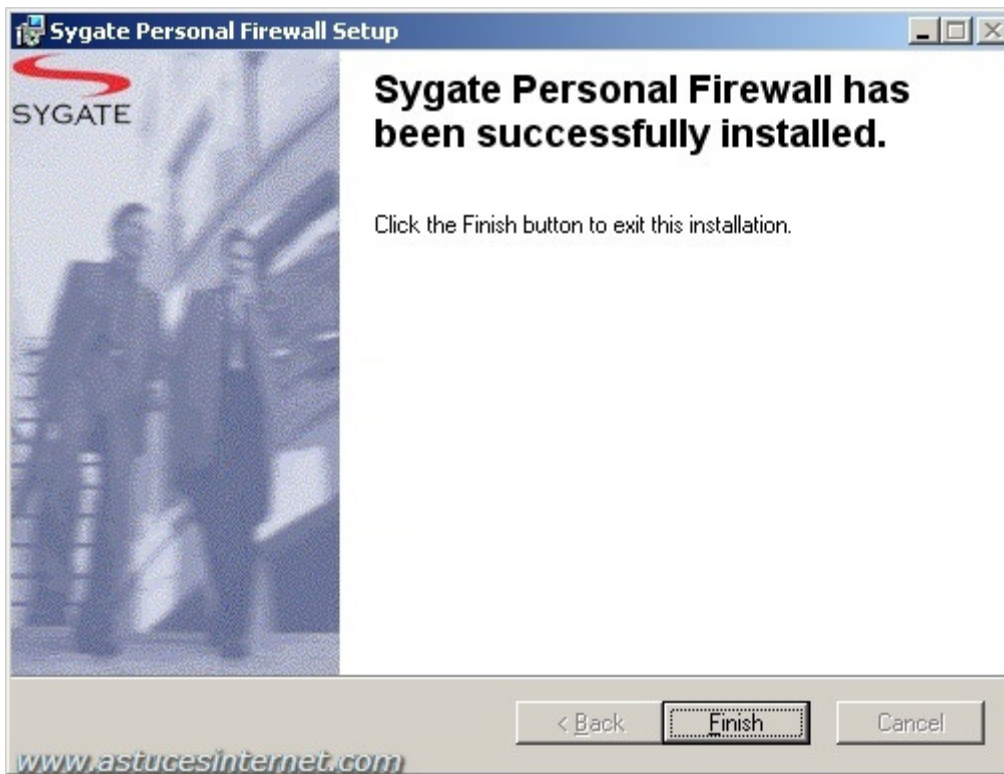 Sygate Personal Firewall Setup
SYGATE
Sygate Personal Firewall has
been successfully installed.
Click the Finish button to exit this installation.
< Back
Finish
Cancel
www.astucesinternet.com